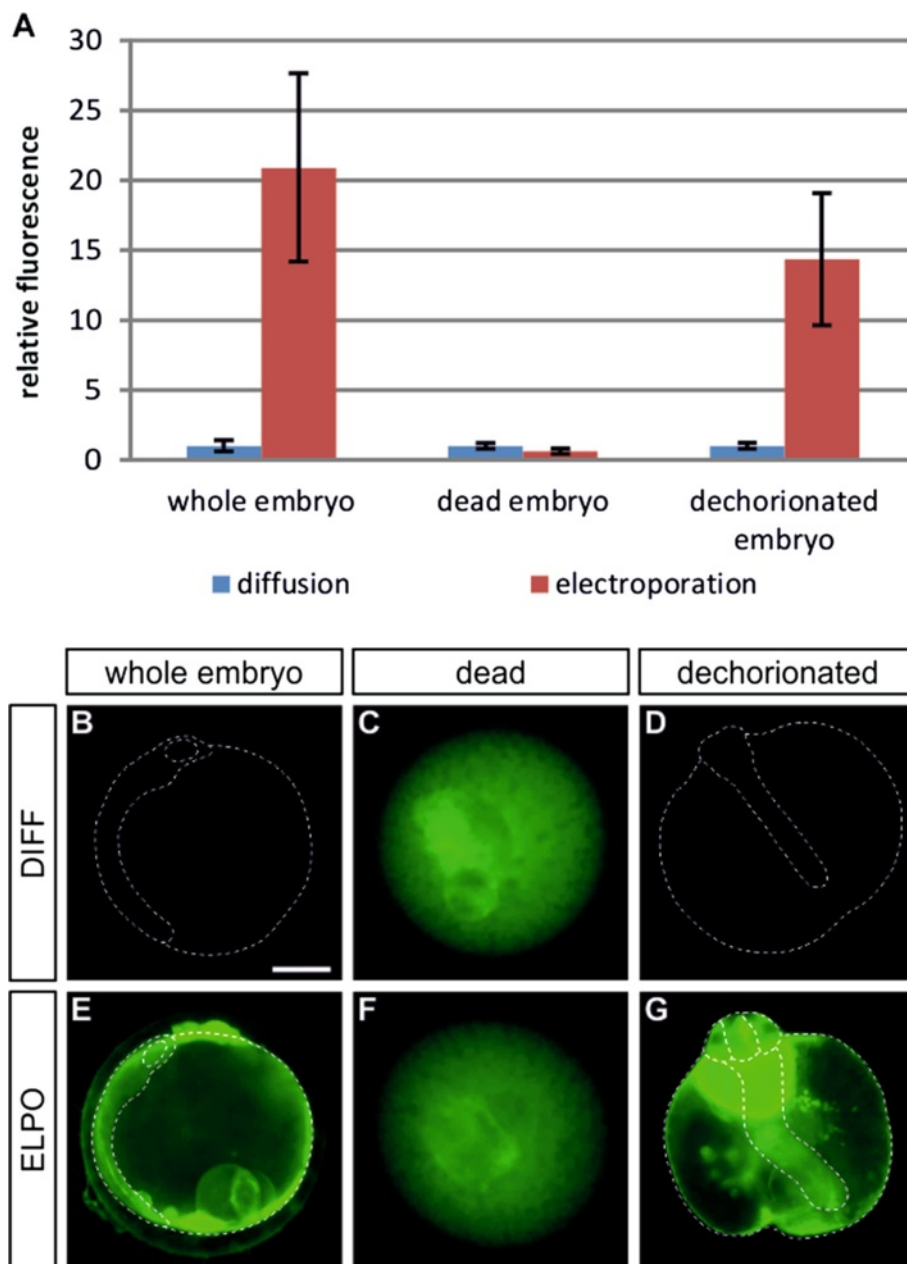 A
30
25
20
15
10
5
0
relative fluorescence
whole embryo
dead embryo
dechorionated
embryo
diffusion
electroporation
whole embryo
dead
dechorionated
DIFF
B
C
D
ELPO
E
F
G